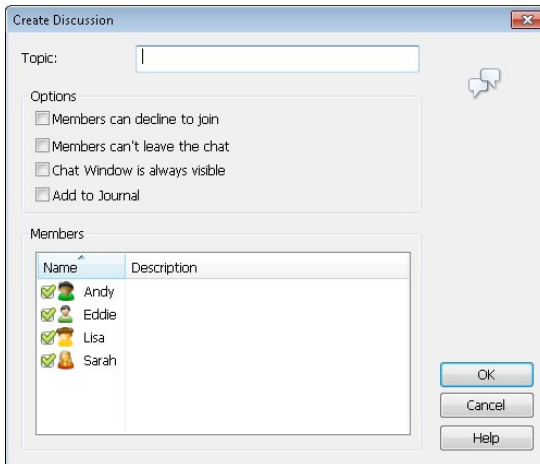 Create Discussion
Topic:
Options
Members can decline to join
Members can't leave the chat
Chat Window is always visible
Add to Journal
Members
Name Description
Andy
Eddie
Lisa
Sarah
OK
Cancel
Help